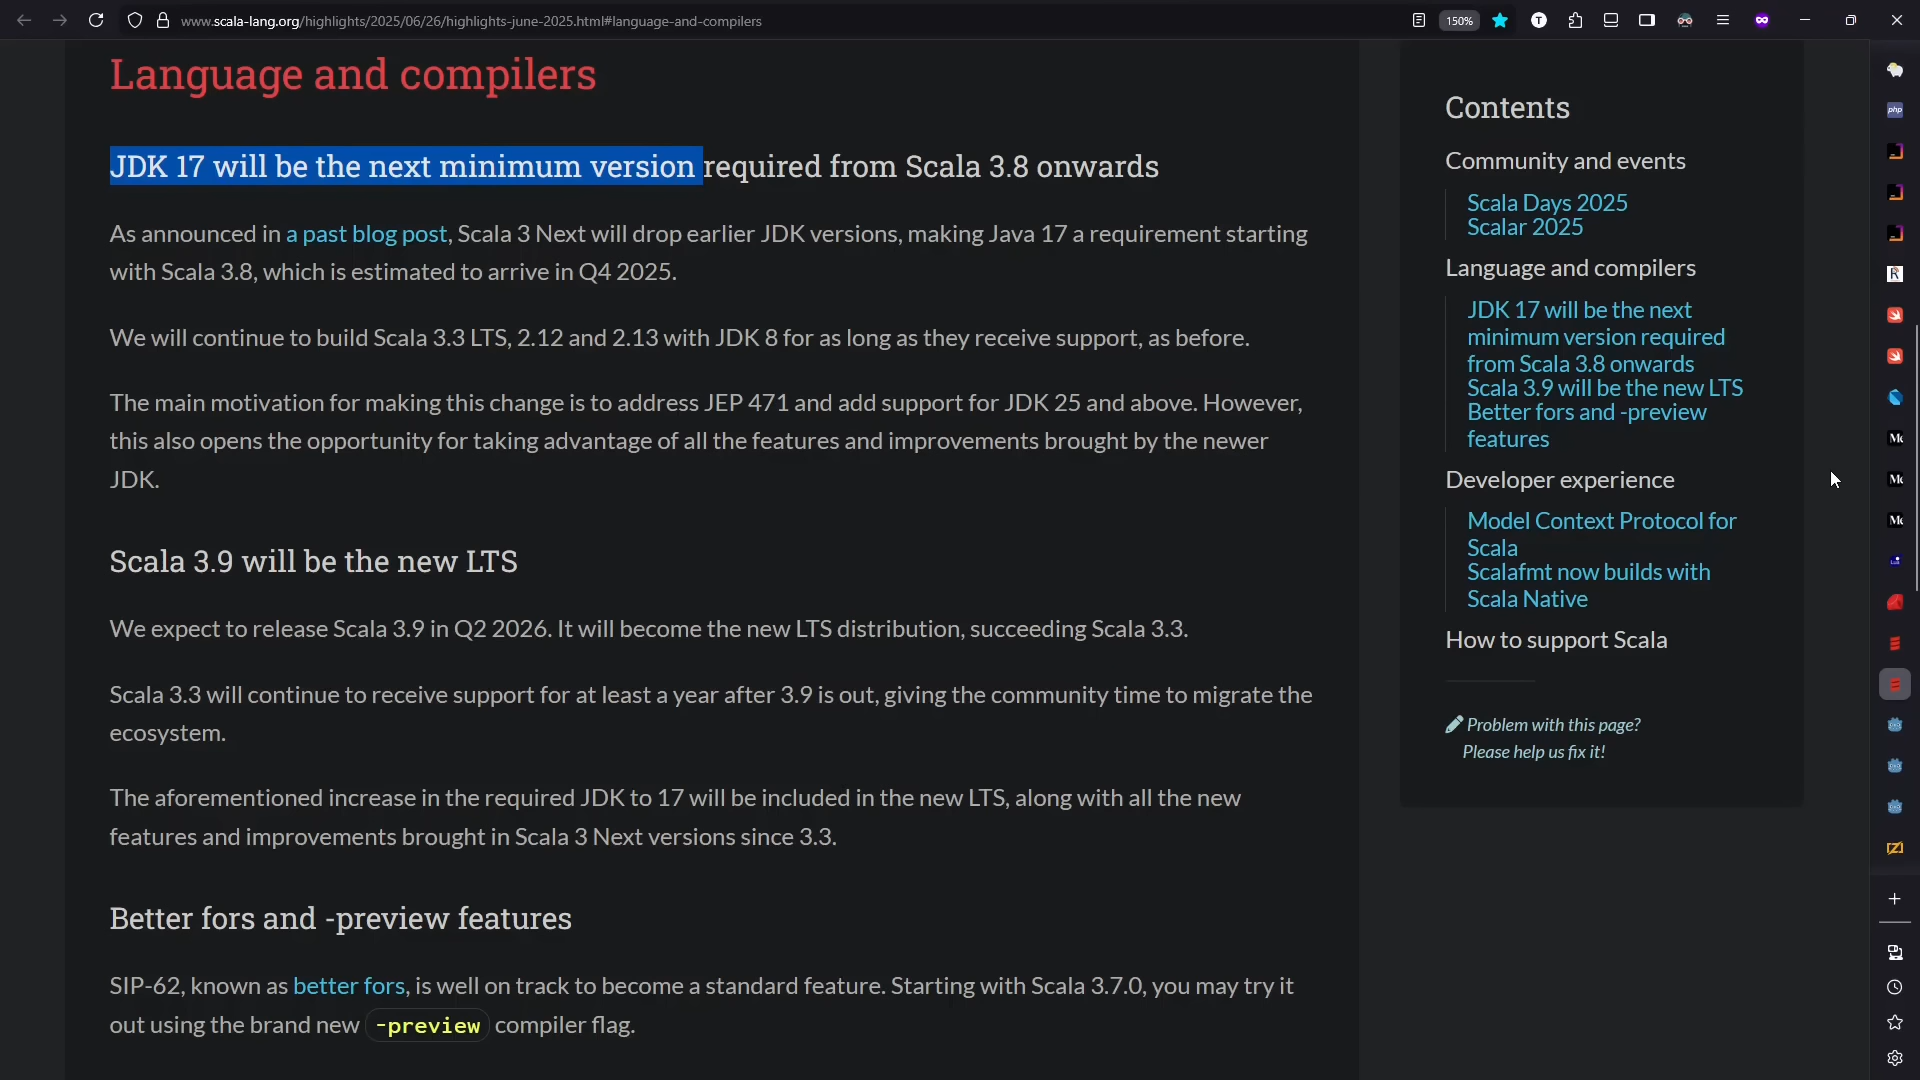 www.scala-lang.org/highlights/2025/06/26/highlights-june-2025.html#language-and-compilers
150%
T
Language and compilers
JDK 17 will be the next minimum version required from Scala 3.8 onwards
As announced in a past blog post, Scala 3 Next will drop earlier JDK versions, making Java 17 a requirement starting
with Scala 3.8, which is estimated to arrive in Q4 2025.
We will continue to build Scala 3.3 LTS, 2.12 and 2.13 with JDK 8 for as long as they receive support, as before.
The main motivation for making this change is to address JEP 471 and add support for JDK 25 and above. However,
this also opens the opportunity for taking advantage of all the features and improvements brought by the newer
JDK.
Scala 3.9 will be the new LTS
We expect to release Scala 3.9 in Q2 2026. It will become the new LTS distribution, succeeding Scala 3.3.
Scala 3.3 will continue to receive support for at least a year after 3.9 is out, giving the community time to migrate the
ecosystem.
The aforementioned increase in the required JDK to 17 will be included in the new LTS, along with all the new
features and improvements brought in Scala 3 Next versions since 3.3.
Better fors and -preview features
SIP-62, known as better fors, is well on track to become a standard feature. Starting with Scala 3.7.0, you may try it
out using the brand new -preview compiler flag.
Contents
Community and events
Scala Days 2025
Scalar 2025
Language and compilers
JDK 17 will be the next
minimum version required
from Scala 3.8 onwards
Scala 3.9 will be the new LTS
Better fors and -preview
features
Developer experience
Model Context Protocol for
Scala
Scalafmt now builds with
Scala Native
How to support Scala
Problem with this page?
Please help us fix it!
php